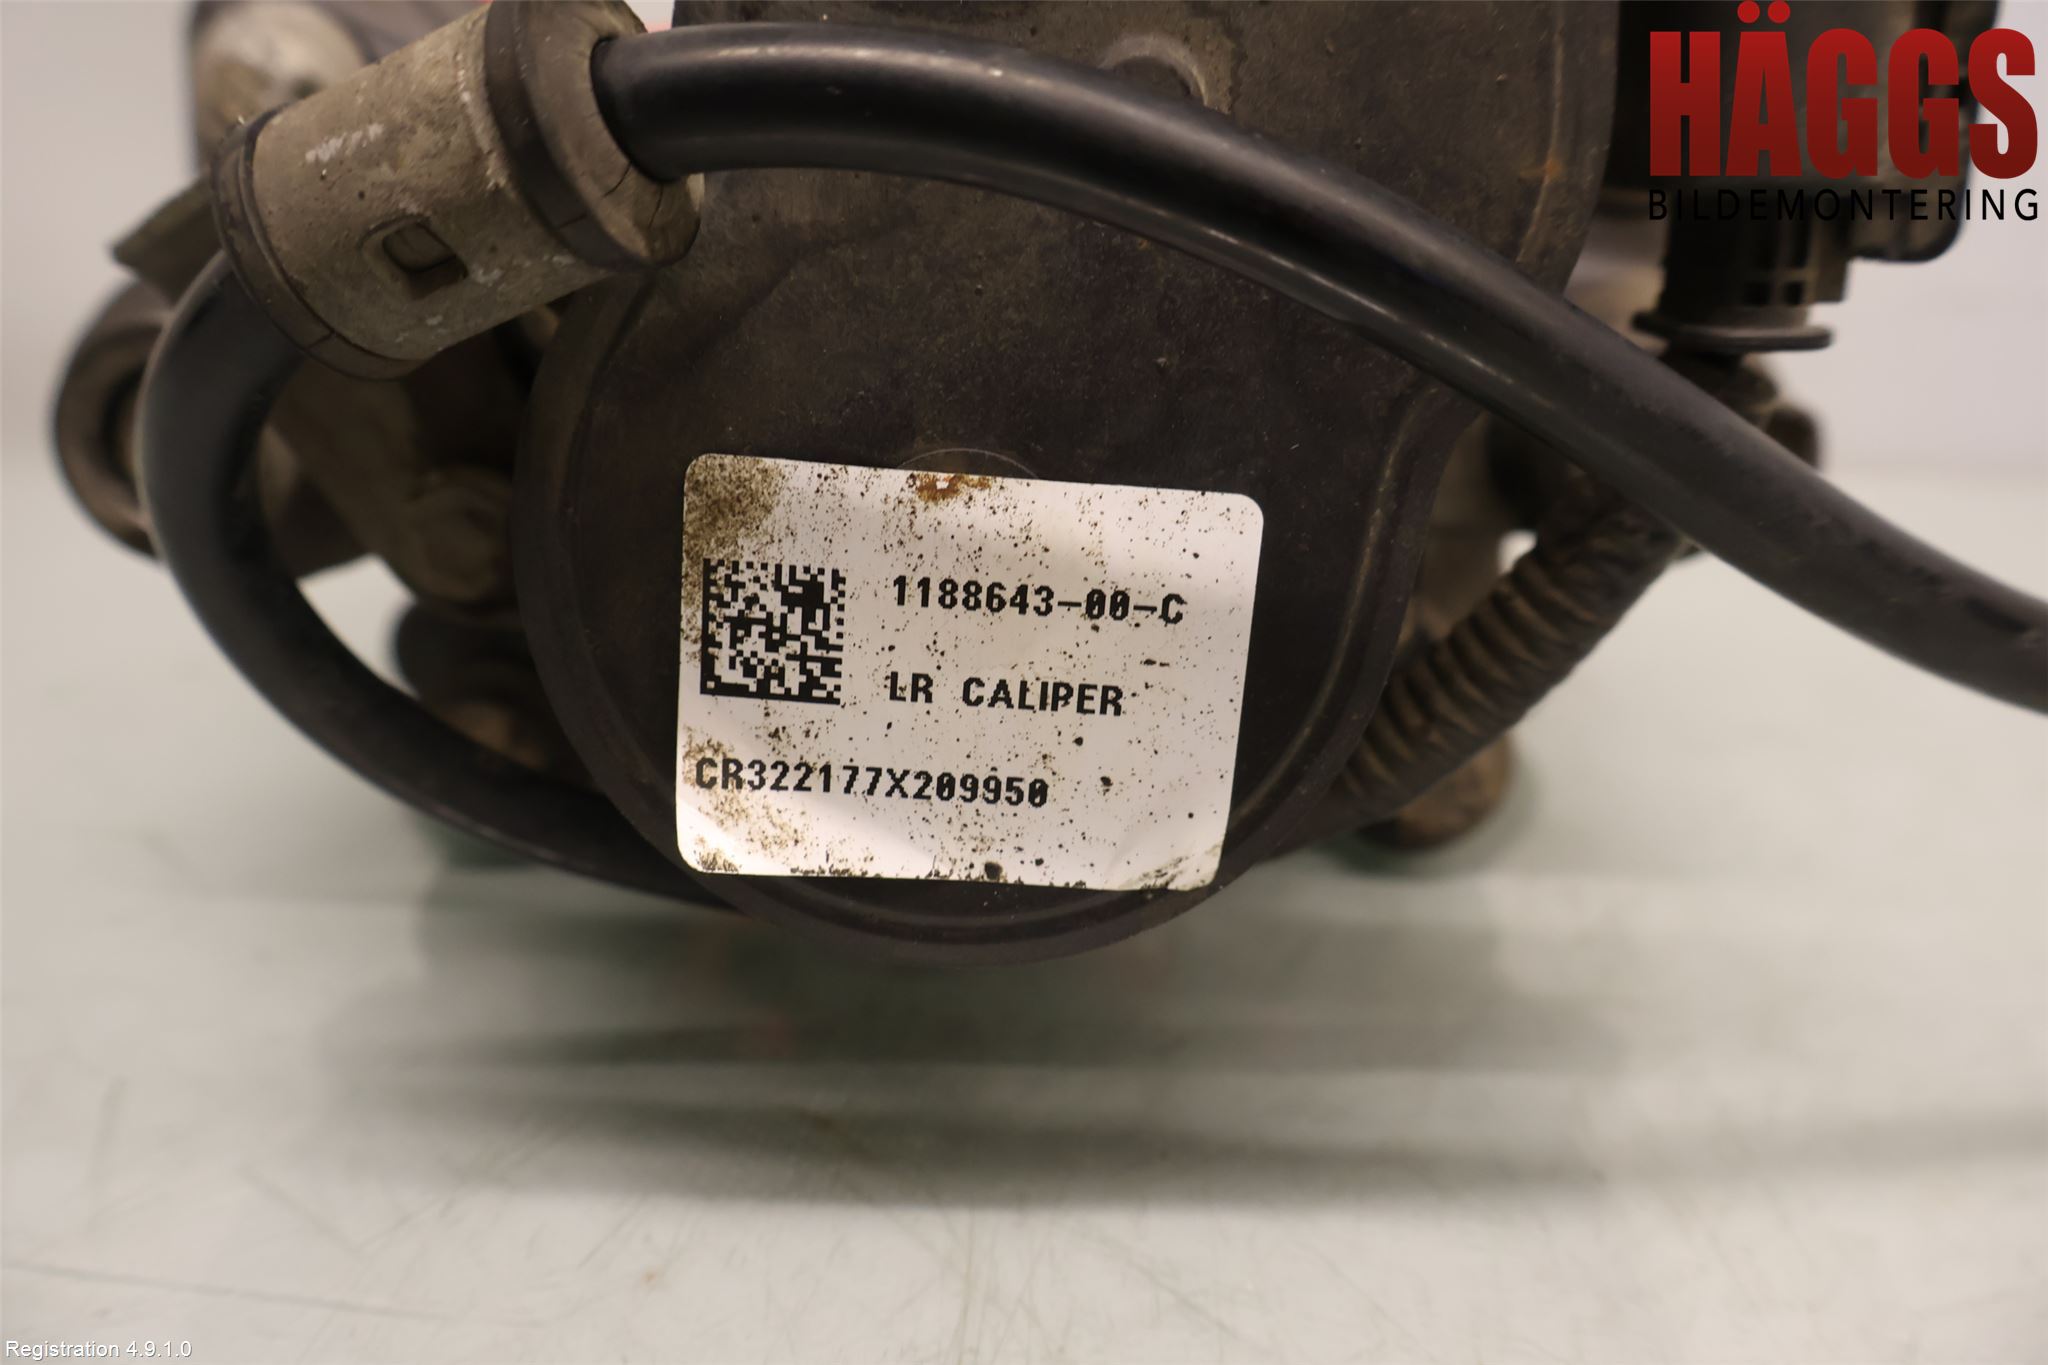 HÄGGS
BILDEMONTERING
1188643-00-C
LR CALIPER
CR322177X209950
Registration 4.9.1.0